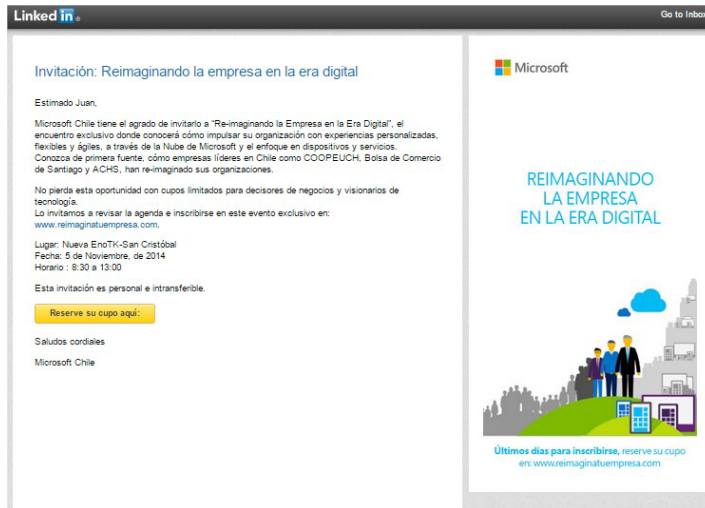 Linked in
Go to Inbox
Invitación: Reimaginando la empresa en la era digital
Estimado Juan,
Microsoft Chile tiene el agrado de invitarlo a "Re-imaginando la Empresa en la Era Digital", el
encuentro exclusivo donde conocerá cómo impulsar su organización con experiencias personalizadas,
flexibles y ágiles, a través de la Nube de Microsoft y el enfoque en dispositivos y servicios.
Conozca de primera fuente, cómo empresas líderes en Chile como COOPEUCH, Bolsa de Comercio
de Santiago y ACHS, han re-imaginado sus organizaciones.
No pierda esta oportunidad con cupos limitados para decisores de negocios y visionarios de
tecnología.
Lo invitamos a revisar la agenda e inscribirse en este evento exclusivo en:
www.reimaginatuempresa.com.
Lugar: Nueva EnoTK-San Cristóbal
Fecha: 5 de Noviembre, de 2014
Horario : 8:30 a 13:00
Esta invitación es personal e intransferible.
Reserve su cupo aquí:
Saludos cordiales
Microsoft Chile
Microsoft
REIMAGINANDO
LA EMPRESA
EN LA ERA DIGITAL
Últimos días para inscribirse, reserve su cupo
en: www.reimaginatuempresa.com